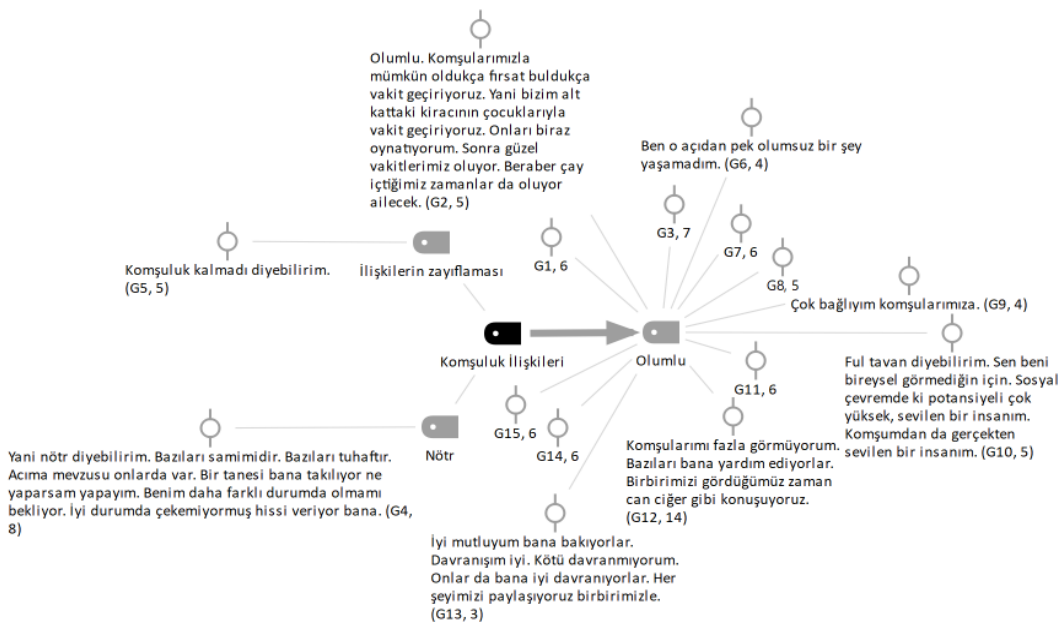 Olumlu. Komşularımızla
mümkün oldukça fırsat buldukça
vakit geçiriyoruz. Yani bizim alt
kattaki kiracının çocuklarıyla
vakit geçiriyoruz. Onları biraz
oynatıyorum. Sonra güzel
vakitlerimiz oluyor. Beraber çay
içtiğimiz zamanlar da oluyor
ailecek. (G2, 5)
Ben o açıdan pek olumsuz bir şey
yaşamadım. (G6, 4)
G3, 7
G7, 6
G1, 6
G8, 5
Komşuluk kalmadı diyebilirim.
(G5, 5)
İlişkilerin zayıflaması
Çok bağlıyım komşularımıza. (G9, 4)
Komşuluk İlişkileri
Olumlu
Ful tavan diyebilirim. Sen beni
bireysel görmediğin için. Sosyal
çevremde ki potansiyeli çok
yüksek, sevilen bir insanım.
Komşumdan da gerçekten
sevilen bir insanım. (G10, 5)
G11, 6
G15, 6
G14, 6
Nötr
Yani nötr diyebilirim. Bazıları samimidir. Bazıları tuhaftır.
Acıma mevzusu onlarda var. Bir tanesi bana takılıyor ne
yaparsam yapayım. Benim daha farklı durumda olmamı
bekliyor. İyi durumda çekemiyormuş hissi veriyor bana. (G4,
8)
Komşularımı fazla görmüyorum.
Bazıları bana yardım ediyorlar.
Birbirimizi gördüğümüz zaman
can ciğer gibi konuşuyoruz.
(G12, 14)
İyi mutluyum bana bakıyorlar.
Davranışım iyi. Kötü davranmıyorum.
Onlar da bana iyi davranıyorlar. Her
şeyimizi paylaşıyoruz birbirimizle.
(G13, 3)